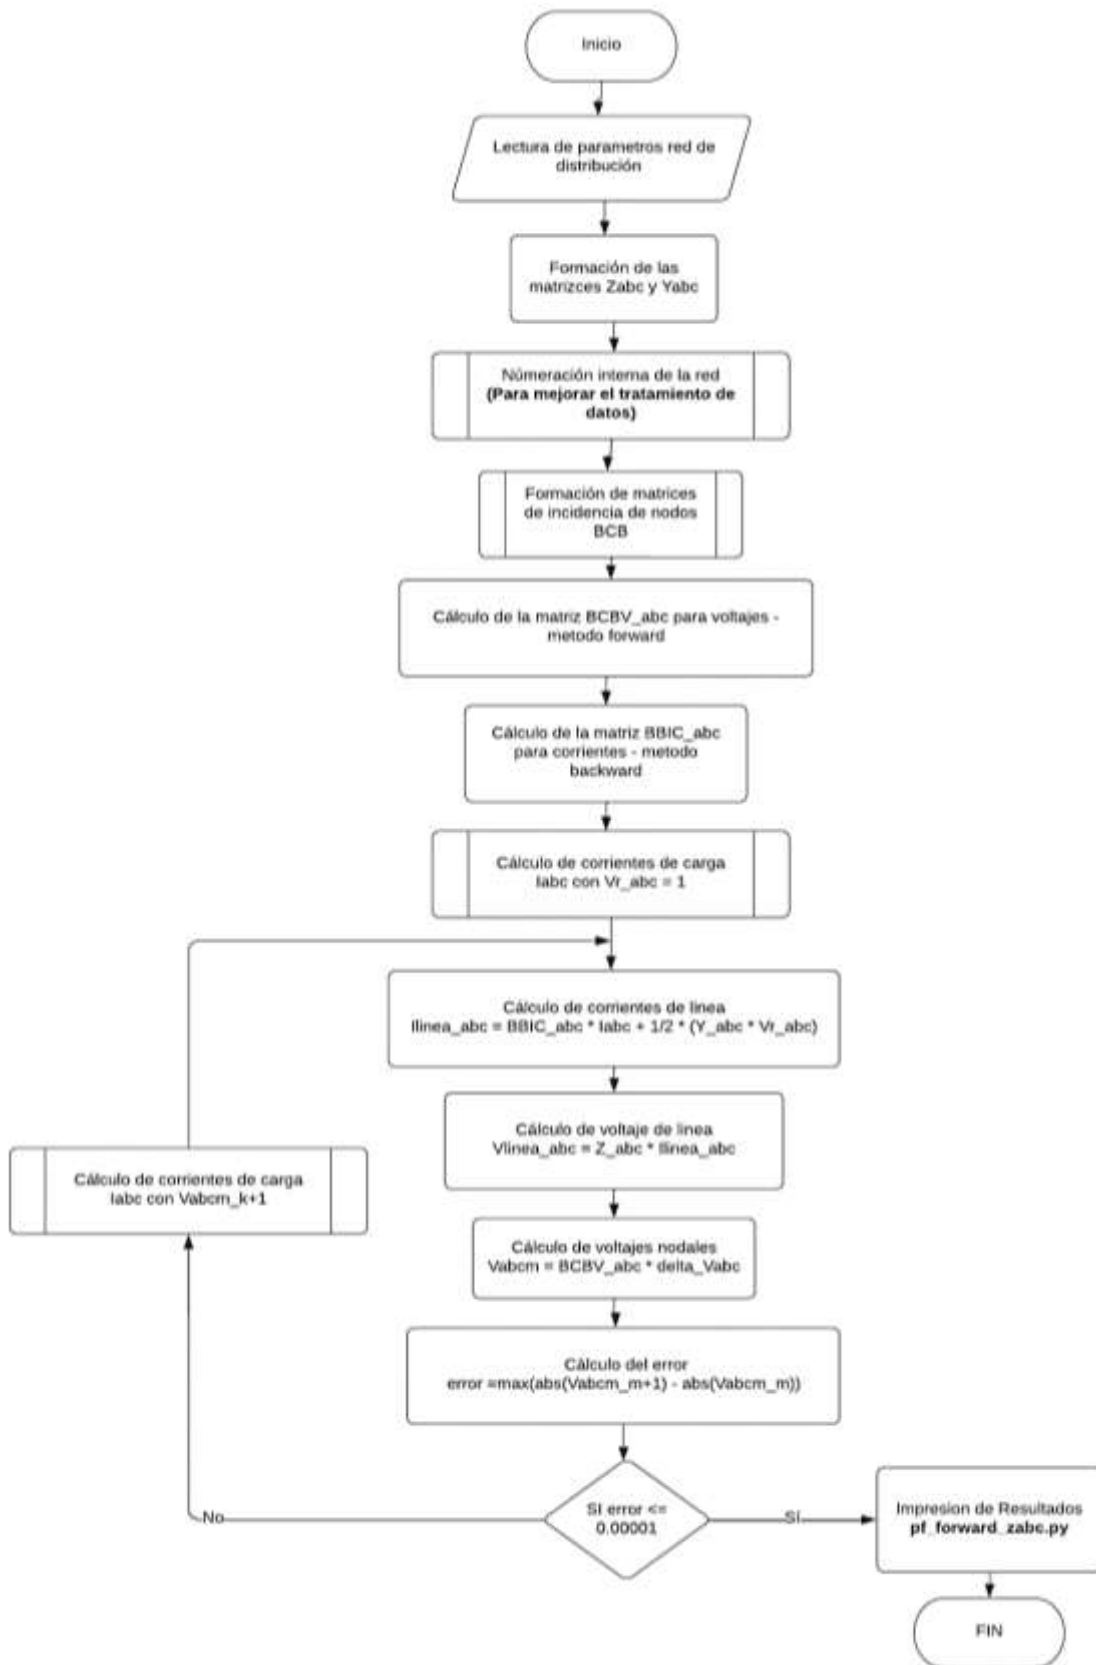 Inicio
Lectura de parametros red de
distribución
Formación de las
matrizces Zabc y Yabc
Númeración interna de la red
(Para mejorar el tratamiento de
datos)
Formación de matrices
de incidencia de nodos
BCB
Cálculo de la matriz BCBV_abc para voltajes -
metodo forward
Cálculo de la matriz BBIC_abc
para corrientes - metodo
backward
Cálculo de corrientes de carga
Iabc con Vr_abc = 1
Cálculo de corrientes de linea
Ilinea_abc = BBIC_abc * Iabc + 1/2 * (Y_abc * Vr_abc)
Cálculo de voltaje de linea
Vlinea_abc = Z_abc * Ilinea_abc
Cálculo de corrientes de carga
Iabc con Vabcm_k+1
Cálculo de voltajes nodales
Vabcm = BCBV_abc * delta_Vabc
Cálculo del error
error =max(abs(Vabcm_m+1) - abs(Vabcm_m))
No
SI error <=
0.00001
Sí
Impresion de Resultados
pf_forward_zabc.py
FIN